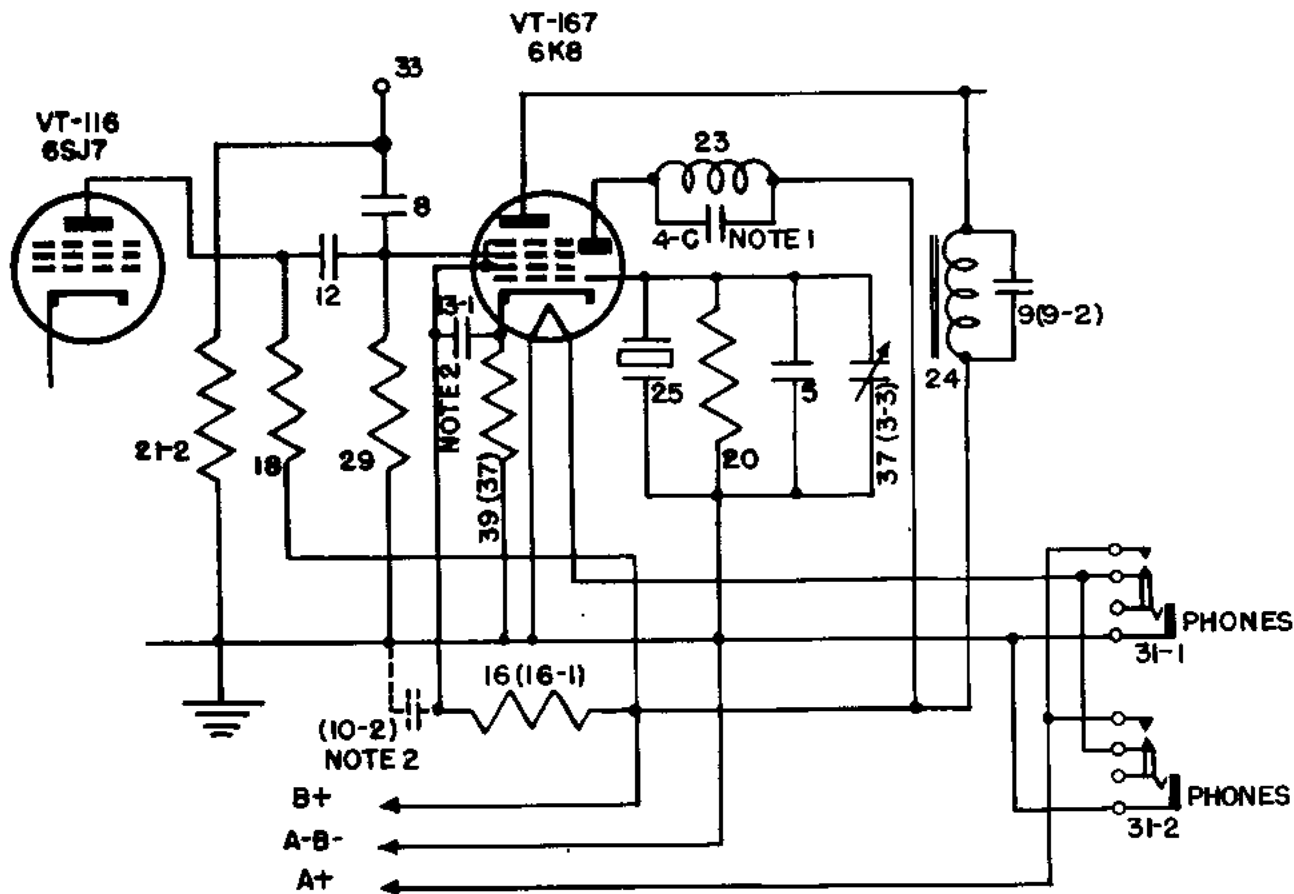 VT-167
6K8
33
VT-116
6SJ7
23
8
4-C NOTE 1
12
3-1
NOTE 2
9(9-2)
25
5
24
37 (3-3)
21-2
18
29
20
39 (37)
PHONES
31-1
16 (16-1)
(10-2)
NOTE 2
PHONES
31-2
B+
A-B-
A+